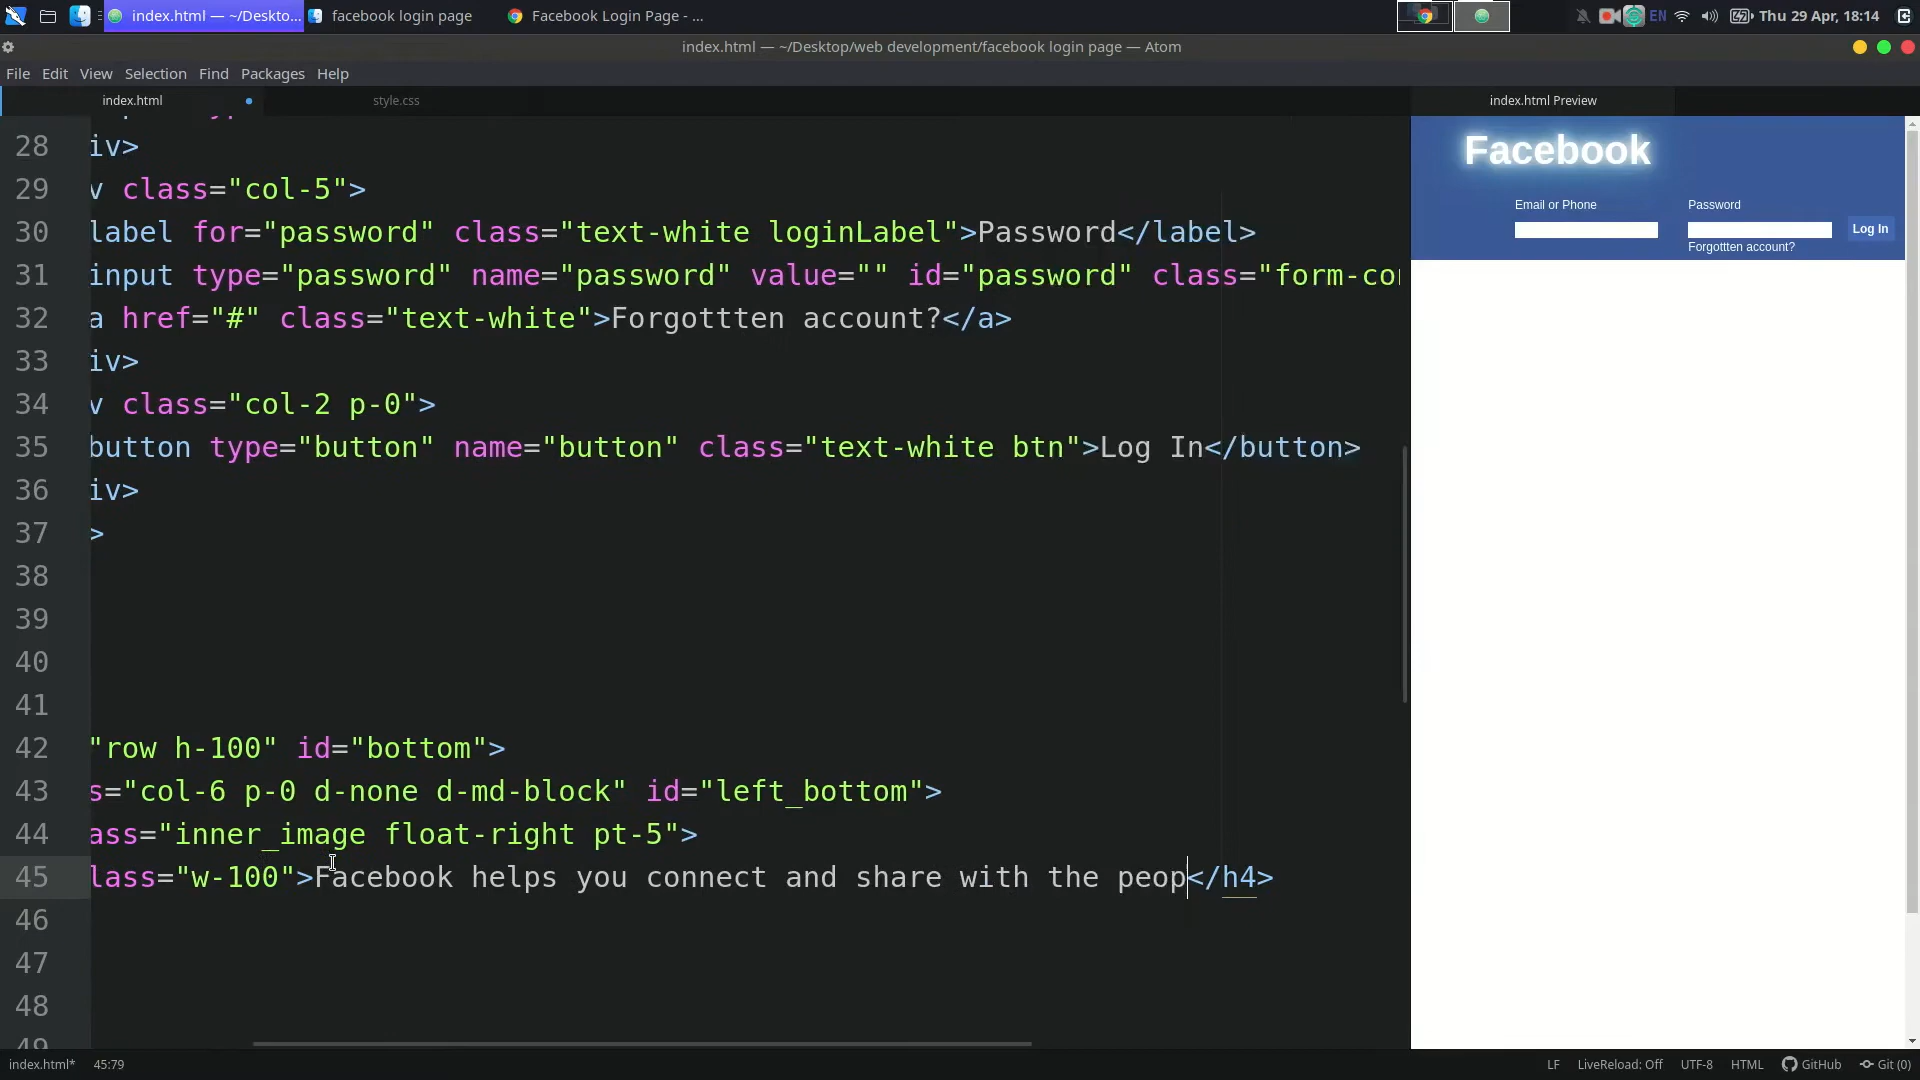 index.html — ~/Deskto...
facebook login page
Facebook Login Page - ...
EN
Thu 29 Apr, 18:14
index.html — ~/Desktop/web development/facebook login page — Atom
File Edit View Selection Find Packages Help
index.html
style.css
index.html Preview
28 iv>
29 v class="col-5">
30 label for="password" class="text-white loginLabel">Password</label>
31 input type="password" name="password" value="" id="password" class="form-con
32 a href="#" class="text-white">Forgottten account?</a>
33 iv>
34 v class="col-2 p-0">
35 button type="button" name="button" class="text-white btn">Log In</button>
36 iv>
37 >
38
39
40
41
42 "row h-100" id="bottom">
43 s="col-6 p-0 d-none d-md-block" id="left_bottom">
44 ass="inner_image float-right pt-5">
45 lass="w-100">Facebook helps you connect and share with the peop</h4>
46
47
48
49
Facebook
Email or Phone
Password
Log In
Forgottten account?
index.html* 45:79
LF LiveReload: Off UTF-8 HTML GitHub Git (0)